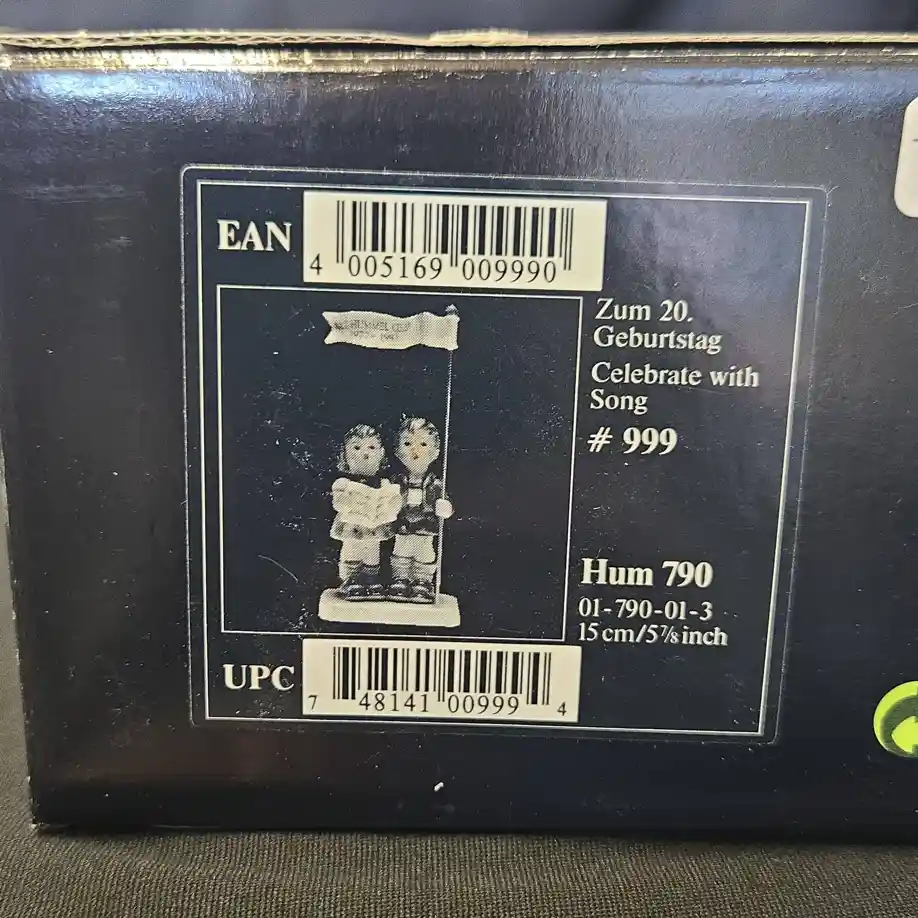 EAN
4 005169 009990
HUMMEL
Zum 20.
Geburtstag
Celebrate with
Song
# 999
Hum 790
01-790-01-3
15 cm/5⅞ inch
UPC
7 48141 00999 4